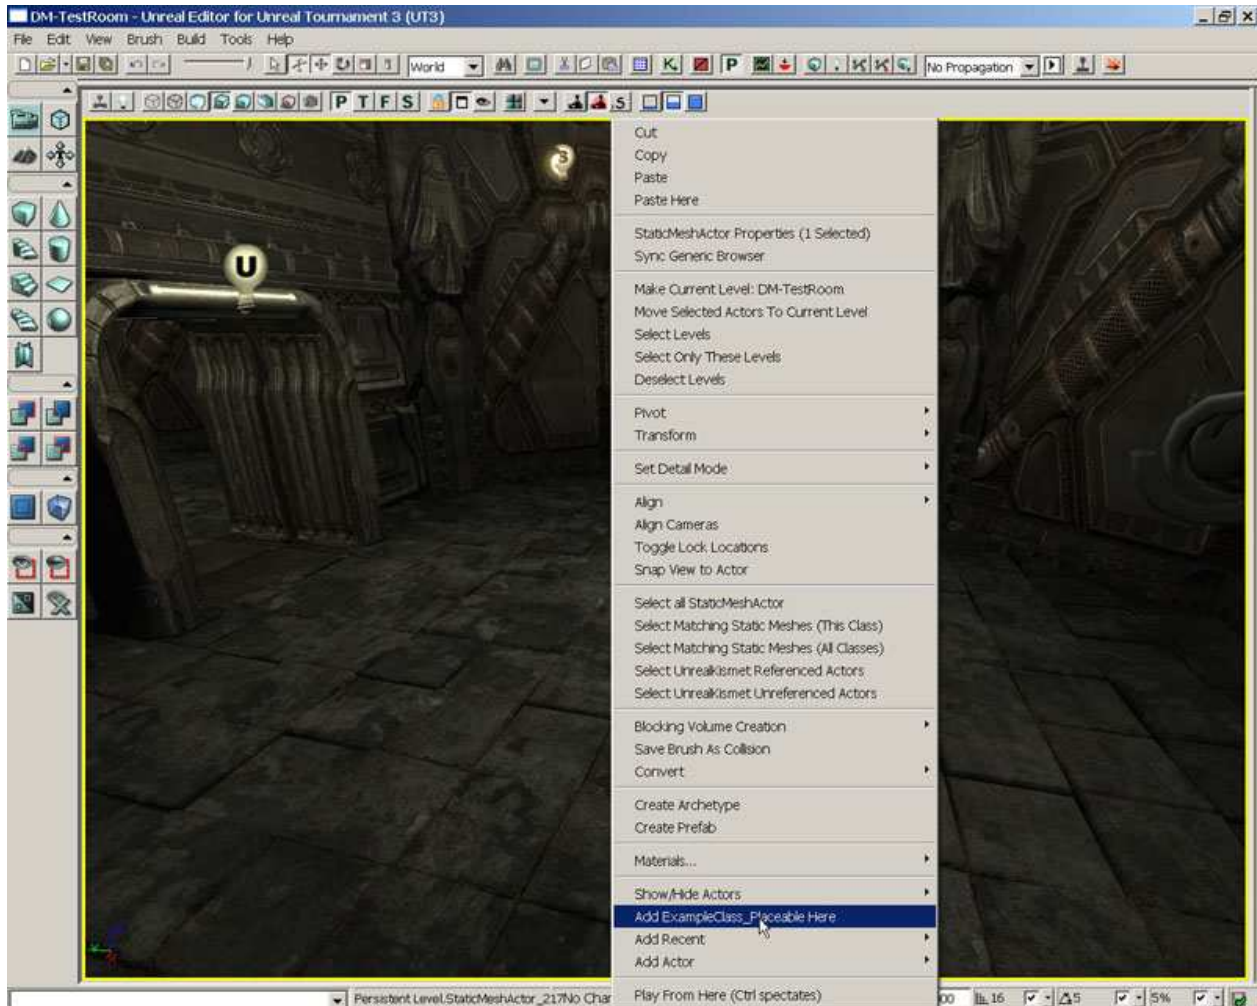 DM-TestRoom - Unreal Editor for Unreal Tournament 3 (UT3)
File Edit View Brush Build Tools Help
World
No Propagation
P T F S
5
U
S
Cut
Copy
Paste
Paste Here
StaticMeshActor Properties (1 Selected)
Sync Generic Browser
Make Current Level: DM-TestRoom
Move Selected Actors To Current Level
Select Levels
Select Only These Levels
Deselect Levels
Pivot
Transform
Set Detail Mode
Align
Align Cameras
Toggle Lock Locations
Snap View to Actor
Select all StaticMeshActor
Select Matching Static Meshes (This Class)
Select Matching Static Meshes (All Classes)
Select UnrealKismet Referenced Actors
Select UnrealKismet Unreferenced Actors
Blocking Volume Creation
Save Brush As Collision
Convert
Create Archetype
Create Prefab
Materials...
Show/Hide Actors
Add ExampleClass_Placeable Here
Add Recent
Add Actor
Play From Here (Ctrl spectates)
Persistent Level.StaticMeshActor_217No Char
00 16 5 5%